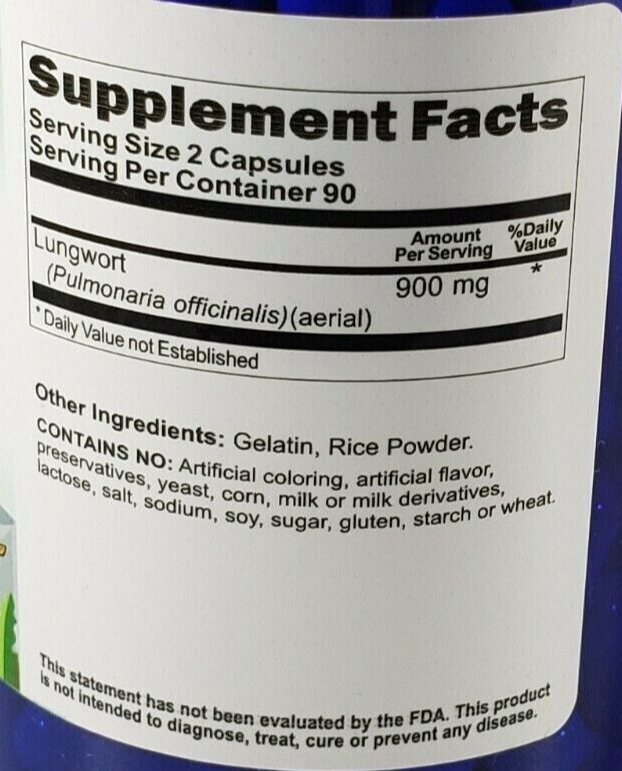 Supplement Facts
Serving Size 2 Capsules
Serving Per Container 90
Amount Per Serving %Daily Value
Lungwort 900 mg *
(Pulmonaria officinalis)(aerial)
* Daily Value not Established
Other Ingredients: Gelatin, Rice Powder.
CONTAINS NO: Artificial coloring, artificial flavor,
preservatives, yeast, corn, milk or milk derivatives,
lactose, salt, sodium, soy, sugar, gluten, starch or wheat.
This statement has not been evaluated by the FDA. This product
is not intended to diagnose, treat, cure or prevent any disease.